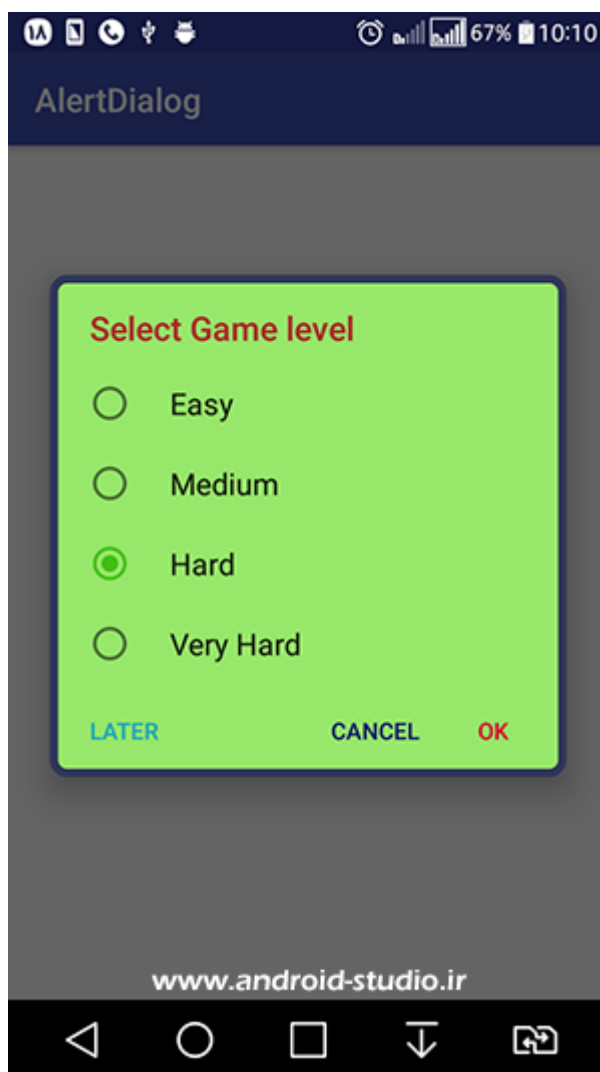 ۱۸ 67% 10:10
AlertDialog
Select Game level
Easy
Medium
Hard
Very Hard
LATER CANCEL OK
www.android-studio.ir